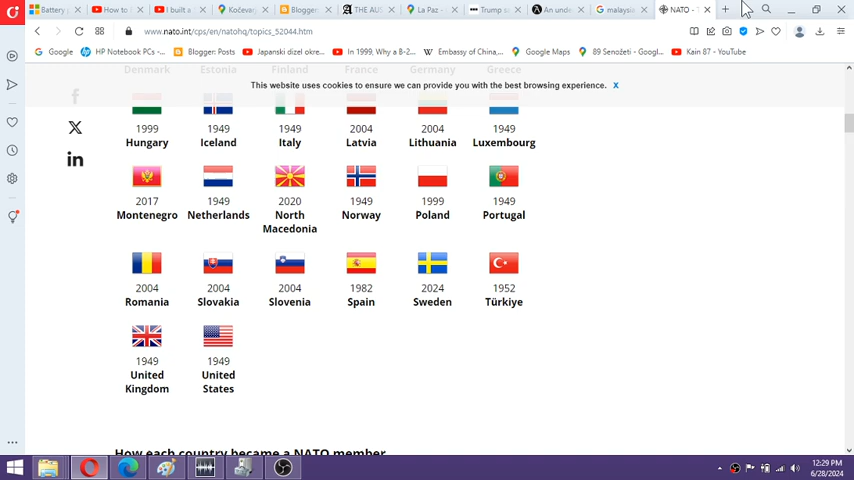 Battery
How to
I built a
Kočevar
Blogger:
THE AUS
La Paz -
Trump sa
An unde
malaysia
NATO - T
www.nato.int/cps/en/natohq/topics_52044.htm
Google
HP Notebook PCs -...
Blogger: Posts
Japanski dizel okre...
In 1999, Why a B-2...
Embassy of China,...
Google Maps
89 Senožeti - Googl...
Kain 87 - YouTube
Denmark Estonia Finland France Germany Greece
This website uses cookies to ensure we can provide you with the best browsing experience. X
1999 1949 1949 2004 2004 1949
Hungary Iceland Italy Latvia Lithuania Luxembourg
2017 1949 2020 1949 1999 1949
Montenegro Netherlands North Norway Poland Portugal
Macedonia
2004 2004 2004 1982 2024 1952
Romania Slovakia Slovenia Spain Sweden Türkiye
1949 1949
United United
Kingdom States
How each country became a NATO member
12:29 PM
6/28/2024